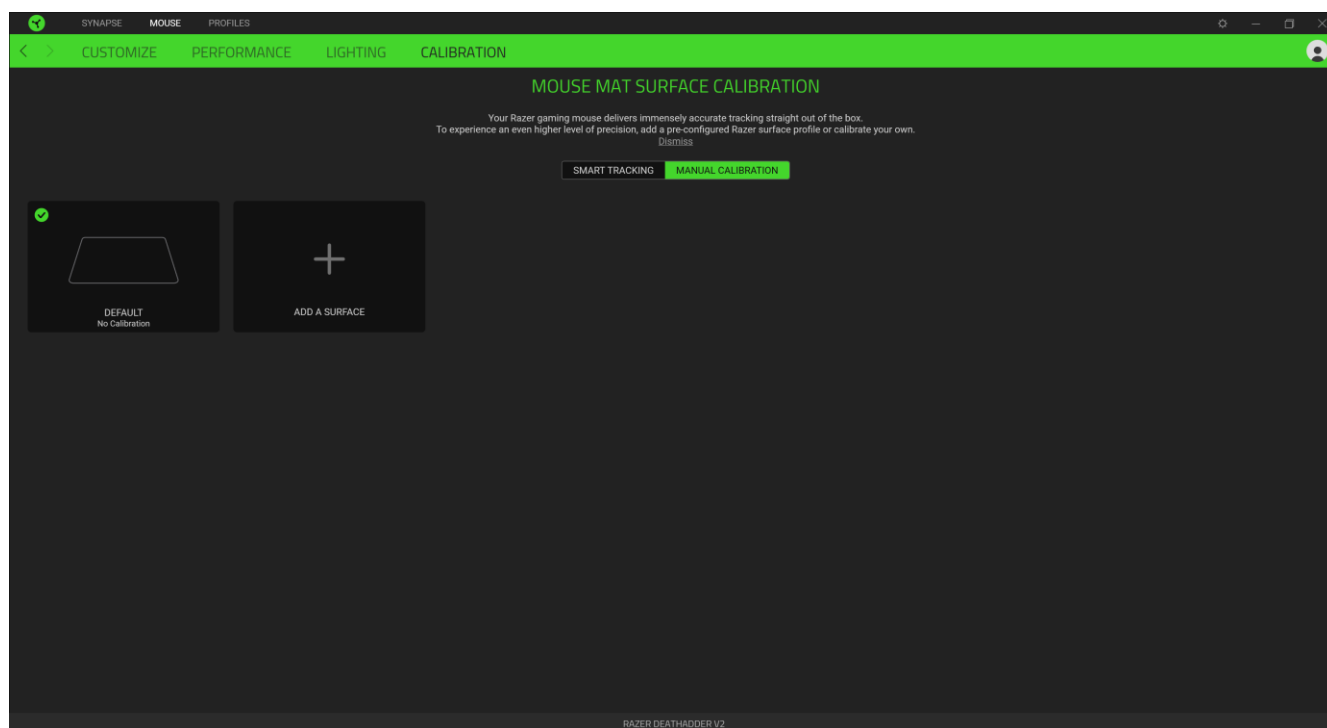 SYNAPSE MOUSE PROFILES
CUSTOMIZE PERFORMANCE LIGHTING CALIBRATION
MOUSE MAT SURFACE CALIBRATION
Your Razer gaming mouse delivers immensely accurate tracking straight out of the box.
To experience an even higher level of precision, add a pre-configured Razer surface profile or calibrate your own.
Dismiss
SMART TRACKING MANUAL CALIBRATION
DEFAULT
No Calibration
ADD A SURFACE
RAZER DEATHADDER V2